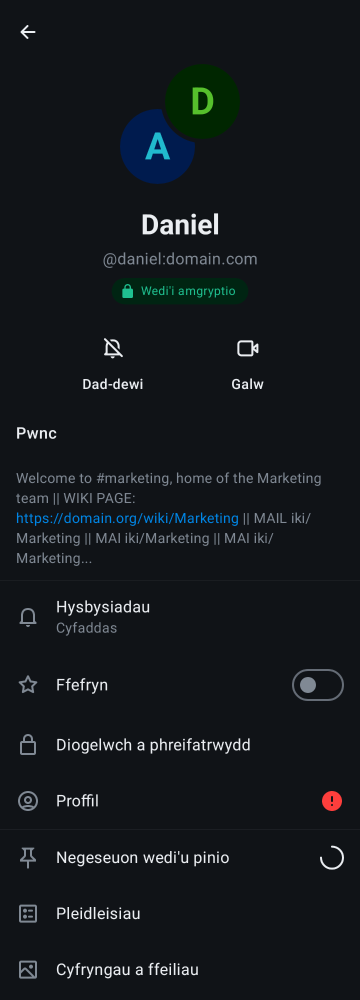 D
A
Daniel
@daniel:domain.com
Wedi'i amgryptio
Dad-dewi
Galw
Pwnc
Welcome to #marketing, home of the Marketing
team || WIKI PAGE:
https://domain.org/wiki/Marketing || MAIL iki/
Marketing || MAI iki/Marketing || MAI iki/
Marketing...
Hysbysiadau
Cyfaddas
Ffefryn
Diogelwch a phreifatrwydd
Proffil
Negeseuon wedi'u pinio
Pleidleisiau
Cyfryngau a ffeiliau